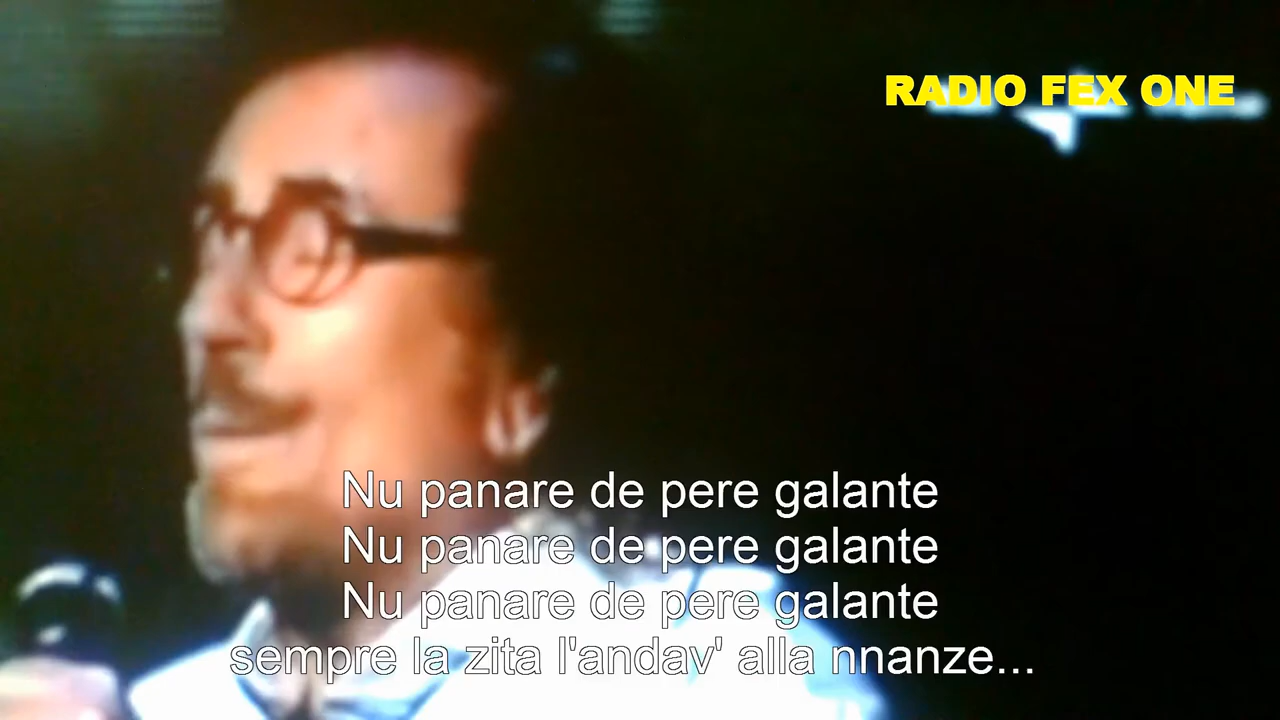 RADIO FEX ONE
Nu panare de pere galante
Nu panare de pere galante
Nu panare de pere galante
sempre la zita l'andav' alla nnanze...